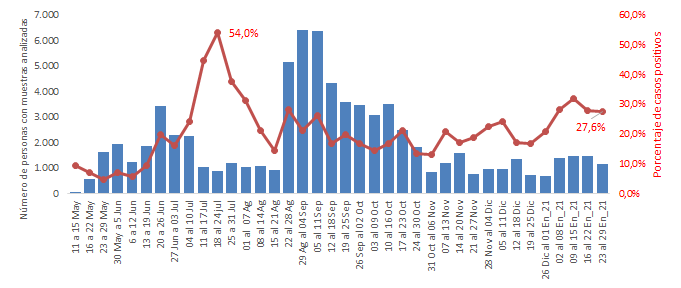 7.000
6.000
5.000
4.000
3.000
2.000
1.000
0.000
Número de personas con muestras analizadas
54,0%
27,6%
60,0%
50,0%
40,0%
30,0%
20,0%
10,0%
0,0%
Porcentaje de casos positivos
11 a 15 May
16 a 22 May
23 a 29 May
30 May a 5 Jun
6 a 12 Jun
13 a 19 Jun
20 a 26 Jun
27 Jun a 03 Jul
04 al 10 Jul
11 al 17 Jul
18 al 24 jul
25 a 31 Jul
01 al 07 Ag
08 al 14 Ag
15 al 21 Ag
22 al 28 Ag
29 Ag al 04 Sep
05 al 11 Sep
12 al 18 Sep
19 al 25 Sep
26 Sep al 02 Oct
03 al 09 Oct
10 al 16 Oct
17 al 23 Oct
24 al 30 Oct
31 Oct al 06 Nov
07 al 13 Nov
14 al 20 Nov
21 al 27 Nov
28 Nov al 04 Dic
05 al 11 Dic
12 al 18 Dic
19 al 25 Dic
26 Dic al 01 En_21
02 al 08 En_21
09 al 15 En_21
16 al 22 En_21
23 al 29 En_21